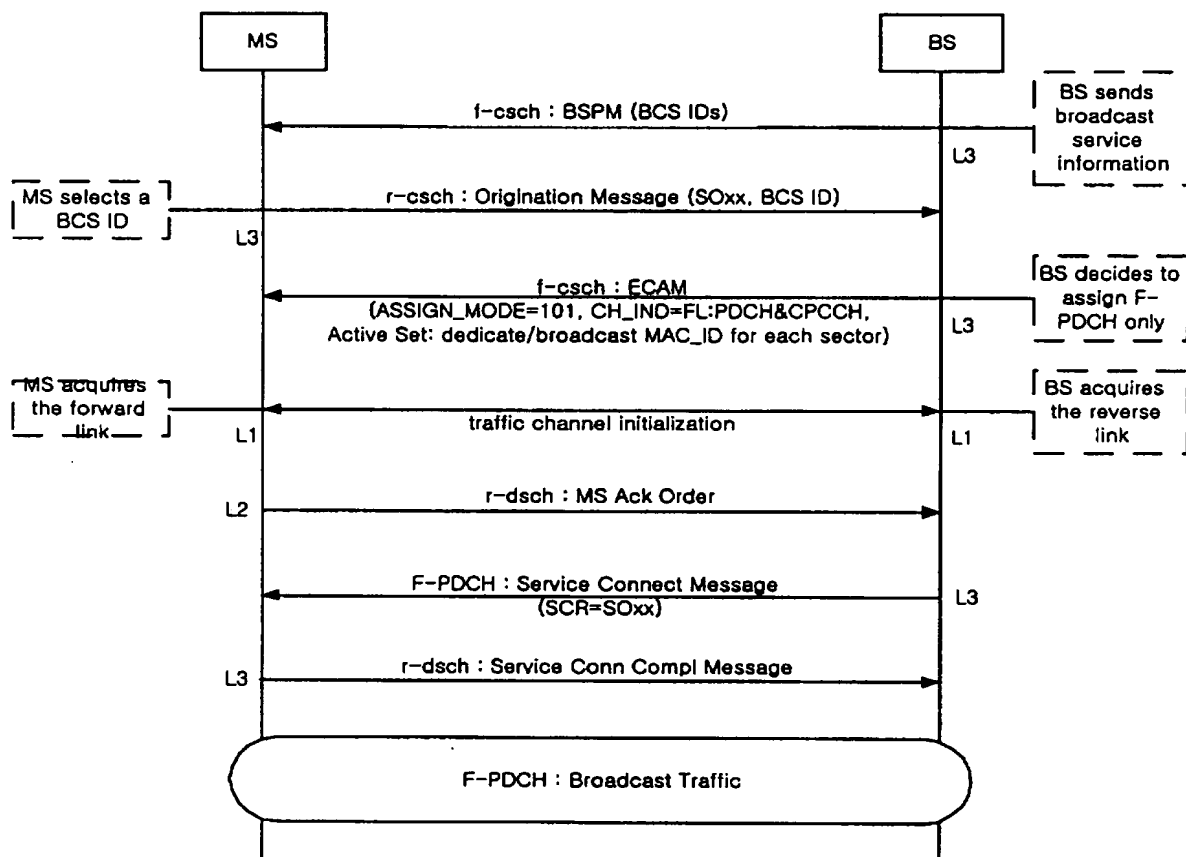 MS
BS
f-csch : BSPM (BCS IDs)
BS sends
broadcast
service
information
L3
MS selects a
BCS ID
r-csch : Origination Message (SOxx, BCS ID)
L3
f-csch : ECAM
(ASSIGN_MODE=101, CH_IND=FL:PDCH&CPCCH,
Active Set: dedicate/broadcast MAC_ID for each sector)
BS decides to
assign F-
PDCH only
L3
MS acquires
the forward
link
traffic channel initialization
BS acquires
the reverse
link
L1
L1
r-dsch : MS Ack Order
L2
F-PDCH : Service Connect Message
(SCR=SOxx)
L3
r-dsch : Service Conn Compl Message
L3
F-PDCH : Broadcast Traffic